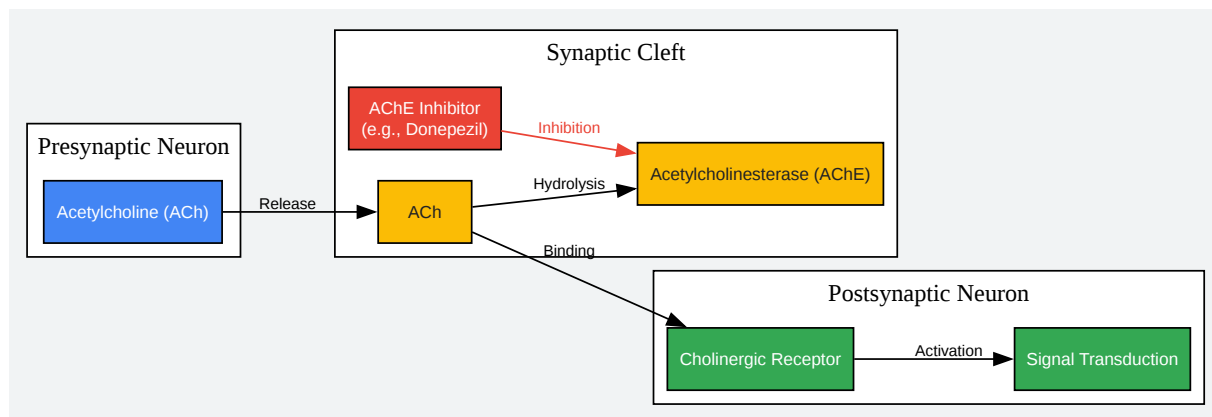 Synaptic Cleft
AChE Inhibitor
(e.g., Donepezil)
Inhibition
Presynaptic Neuron
Acetylcholinesterase (AChE)
Hydrolysis
Acetylcholine (ACh)
Release
ACh
Binding
Postsynaptic Neuron
Cholinergic Receptor
Activation
Signal Transduction